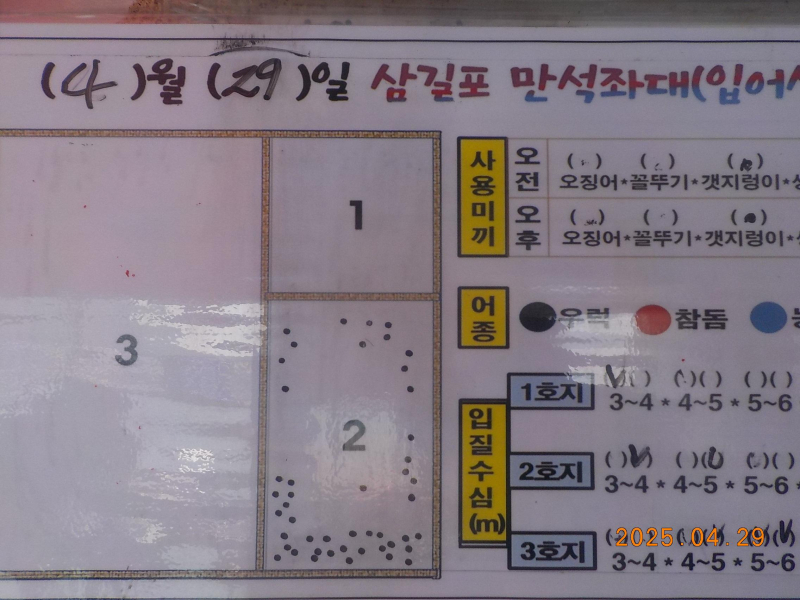 (4)월 (29)일 삼길포 만석좌대(입어
1
2
3
사용미끼
오전
( ) ( ) ( )
오징어*꼴뚜기*갯지렁이*
오후
( ) ( ) ( )
오징어*꼴뚜기*갯지렁이*
어종
우럭 참돔
입질수심(m)
1호지
(V)( ) ( )( ) ( )( )
3~4 * 4~5 * 5~6
2호지
( )(V) ( )( ) ( )( )
3~4 * 4~5 * 5~6 *
3호지
3~4 * 4~5 * 5~6
2025.04.29